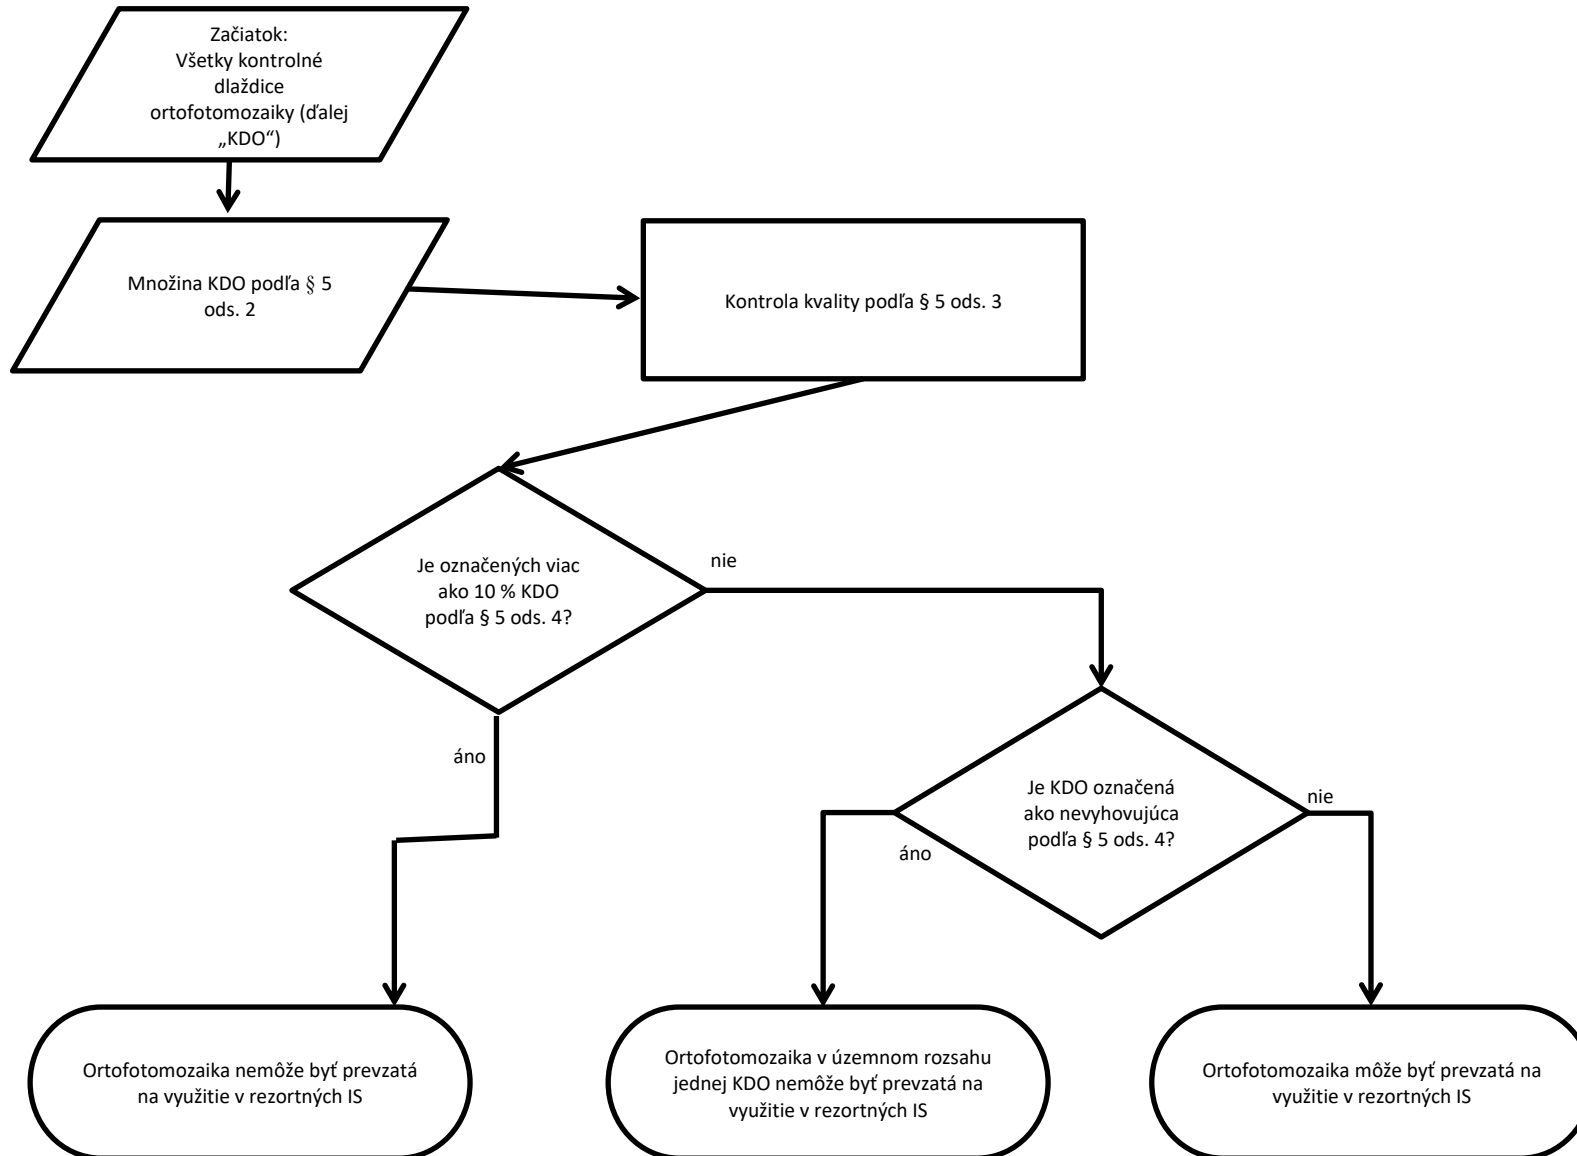 Začiatok:
Všetky kontrolné
dlaždice
ortofotomozaiky (ďalej
„KDO“)
Množina KDO podľa § 5
ods. 2
Kontrola kvality podľa § 5 ods. 3
Je označených viac
ako 10 % KDO
podľa § 5 ods. 4?
nie
áno
Je KDO označená
ako nevyhovujúca
podľa § 5 ods. 4?
nie
áno
Ortofotomozaika nemôže byť prevzatá
na využitie v rezortných IS
Ortofotomozaika v územnom rozsahu
jednej KDO nemôže byť prevzatá na
využitie v rezortných IS
Ortofotomozaika môže byť prevzatá na
využitie v rezortných IS